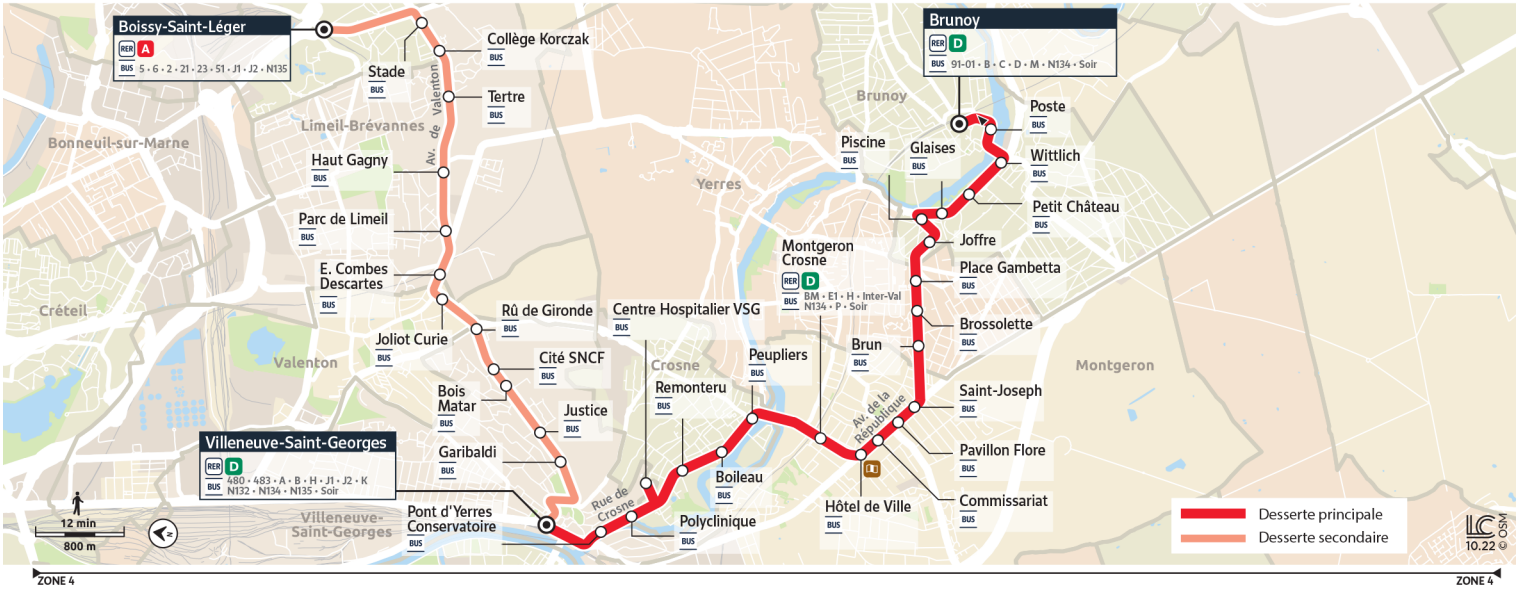 Boissy-Saint-Léger
RER A
BUS 5 • 6 • 2 • 21 • 23 • 51 • J1 • J2 • N135
Stade
BUS
Collège Korczak
BUS
Tertre
BUS
Av. de Valenton
Limeil-Brévannes
Bonneuil-sur-Marne
Haut Gagny
BUS
Parc de Limeil
BUS
E. Combes
Descartes
BUS
Créteil
Joliot Curie
BUS
Valenton
Rû de Gironde
BUS
Cité SNCF
BUS
Bois
Matar
BUS
Justice
BUS
Garibaldi
BUS
Villeneuve-Saint-Georges
RER D
BUS 480 • 483 • A • B • H • J1 • J2 • K
N132 • N134 • N135 • Soir
Villeneuve-
Saint-Georges
Pont d'Yerres
Conservatoire
BUS
Rue de
Crosne
Polyclinique
BUS
Centre Hospitalier VSG
BUS
Crosne
Remonteru
BUS
Boileau
BUS
Peupliers
BUS
Yerres
Montgeron
Crosne
RER D
BUS BM • E1 • H • Inter-Val
N134 • P • Soir
Hôtel de Ville
BUS
Av. de la
République
Commissariat
BUS
Pavillon Flore
BUS
Saint-Joseph
BUS
Brun
BUS
Brossolette
BUS
Place Gambetta
BUS
Joffre
BUS
Montgeron
Piscine
BUS
Glaises
BUS
Petit Château
BUS
Wittlich
BUS
Poste
BUS
Brunoy
Brunoy
RER D
BUS 91-01 • B • C • D • M • N134 • Soir
12 min
800 m
N
Desserte principale
Desserte secondaire
LC
10.22 © OSM
ZONE 4
ZONE 4